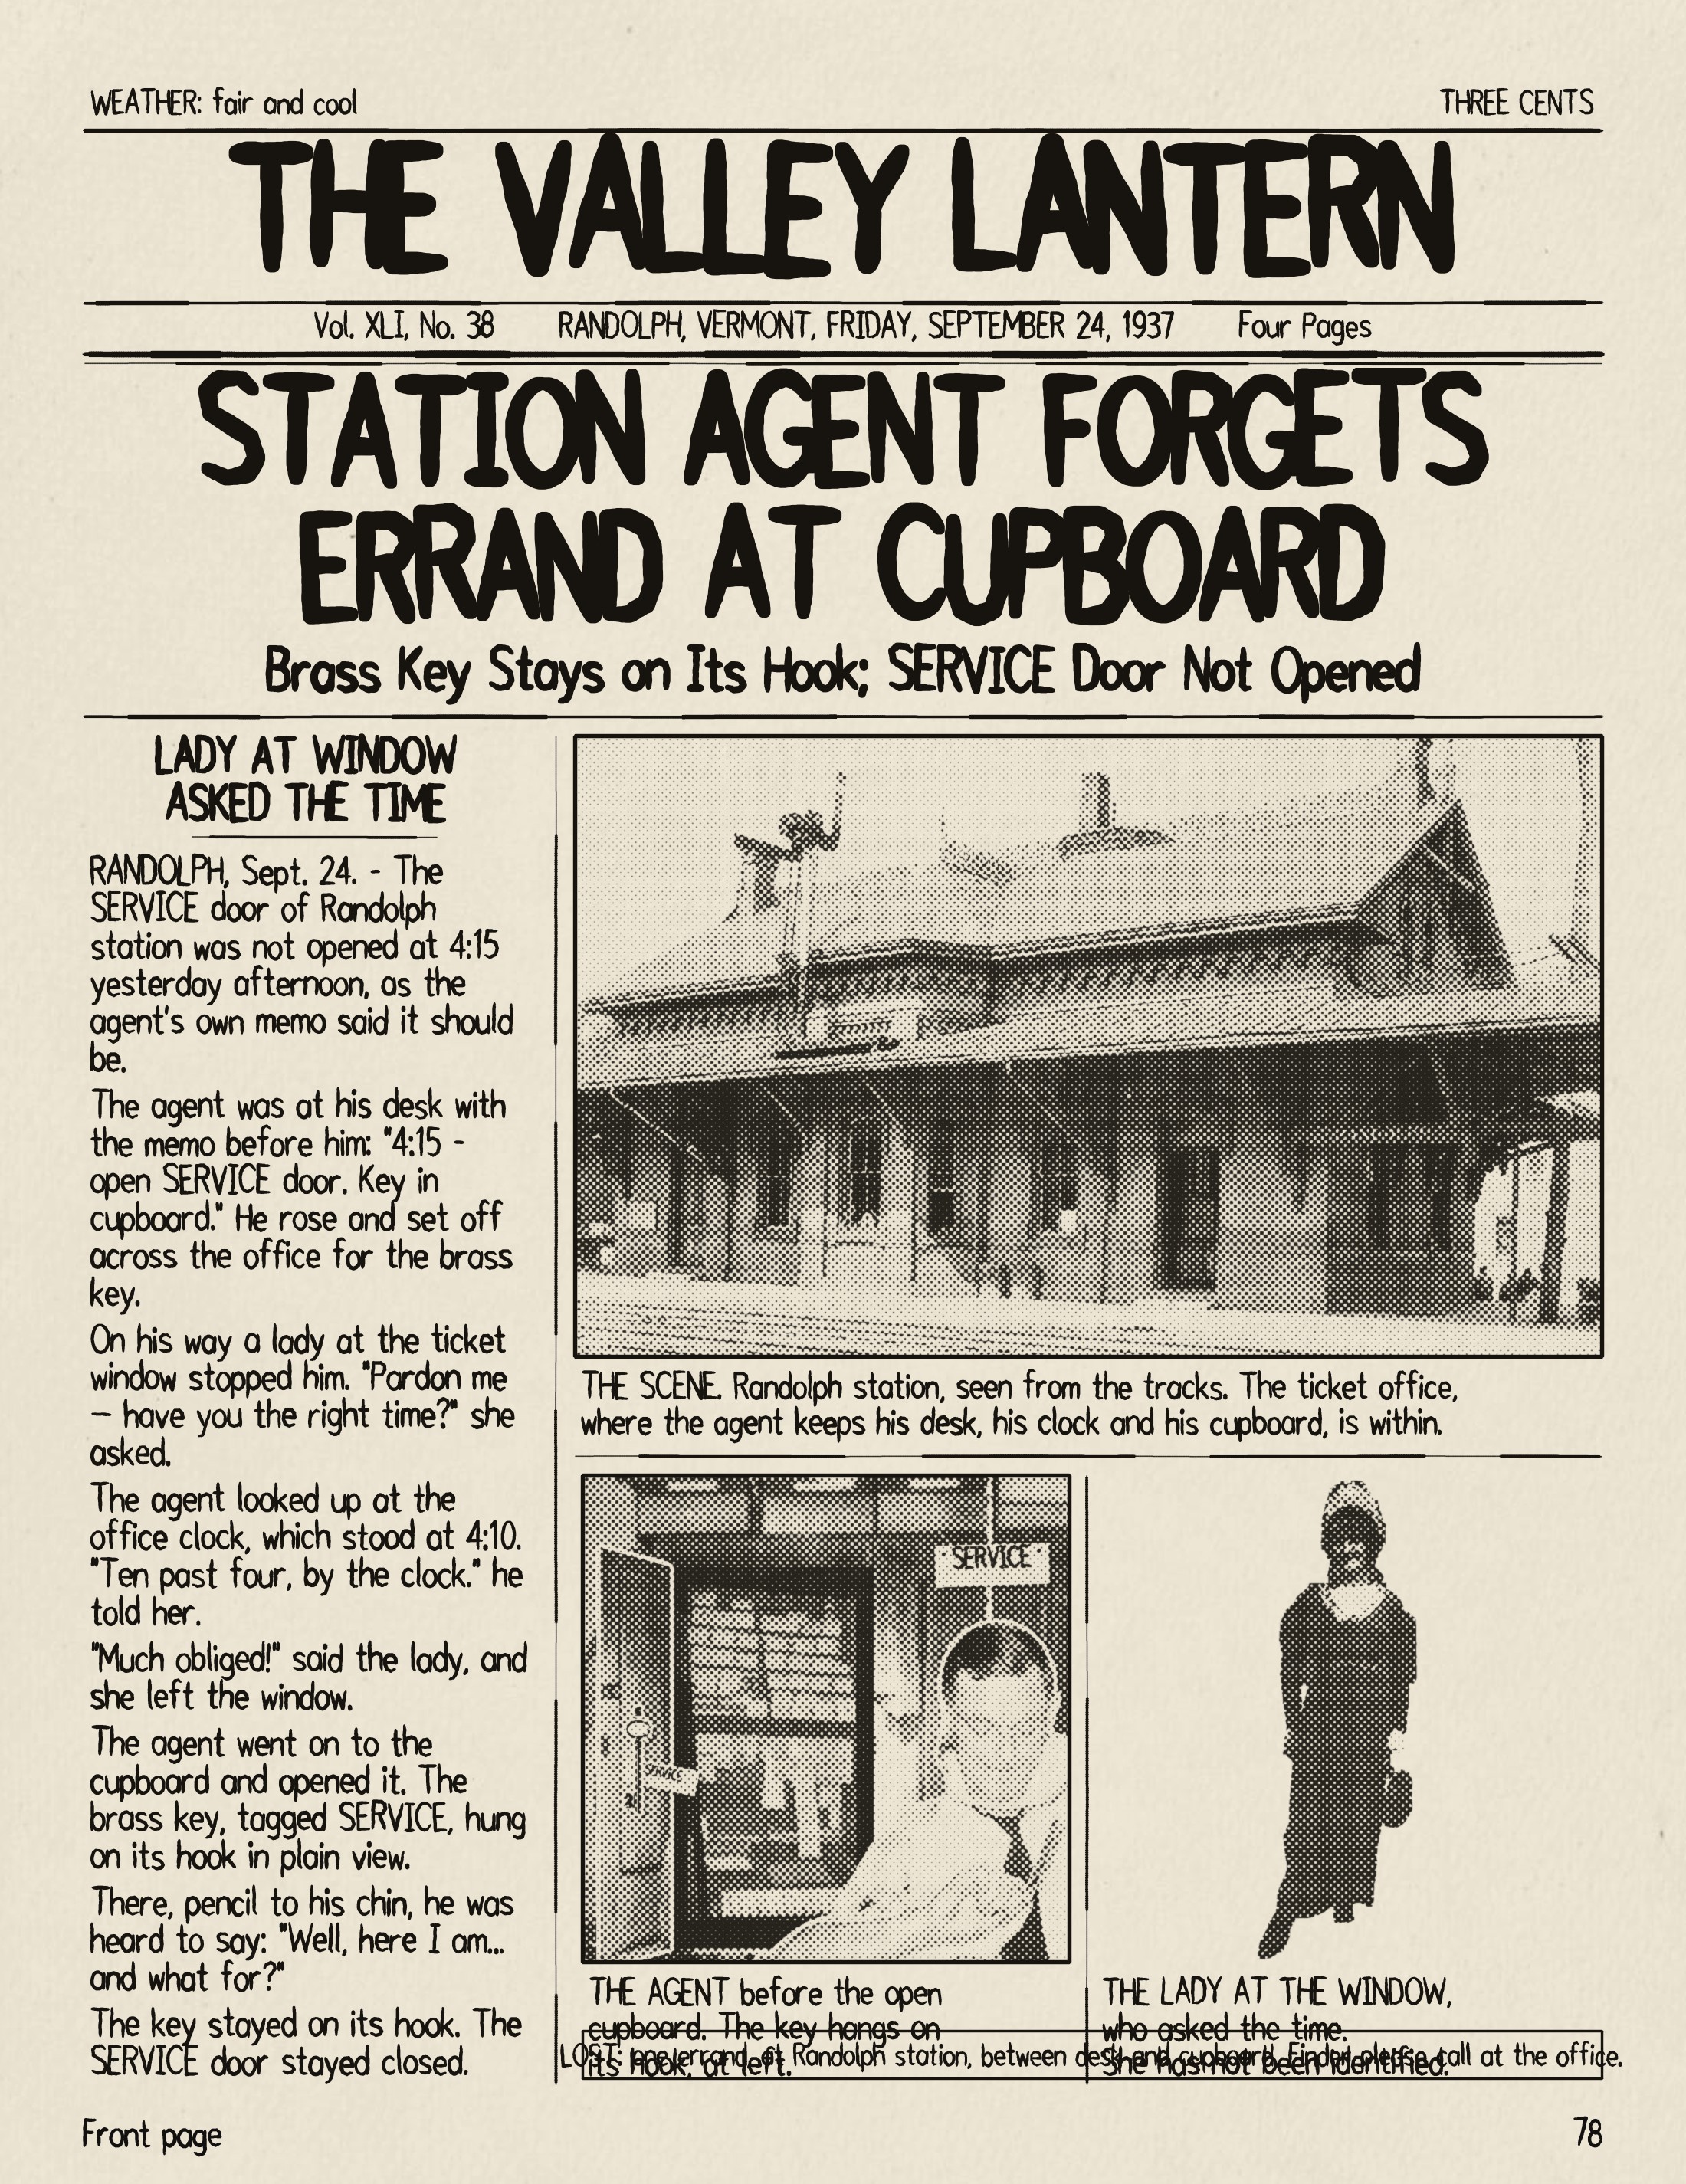 WEATHER: fair and cool
THREE CENTS
THE VALLEY LANTERN
Vol. XLI, No. 38 RANDOLPH, VERMONT, FRIDAY, SEPTEMBER 24, 1937 Four Pages
STATION AGENT FORGETS
ERRAND AT CUPBOARD
Brass Key Stays on Its Hook; SERVICE Door Not Opened
LADY AT WINDOW
ASKED THE TIME
RANDOLPH, Sept. 24. - The
SERVICE door of Randolph
station was not opened at 4:15
yesterday afternoon, as the
agent's own memo said it should
be.
The agent was at his desk with
the memo before him: "4:15 -
open SERVICE door. Key in
cupboard." He rose and set off
across the office for the brass
key.
On his way a lady at the ticket
window stopped him. "Pardon me
— have you the right time?" she
asked.
The agent looked up at the
office clock, which stood at 4:10.
"Ten past four, by the clock." he
told her.
"Much obliged!" said the lady, and
she left the window.
The agent went on to the
cupboard and opened it. The
brass key, tagged SERVICE, hung
on its hook in plain view.
There, pencil to his chin, he was
heard to say: "Well, here I am...
and what for?"
The key stayed on its hook. The
SERVICE door stayed closed.
THE SCENE. Randolph station, seen from the tracks. The ticket office,
where the agent keeps his desk, his clock and his cupboard, is within.
SERVICE
SERVICE
THE AGENT before the open
cupboard. The key hangs on
its hook, at left.
THE LADY AT THE WINDOW,
who asked the time.
She has not been identified.
LOST: one errand, at Randolph station, between desk and cupboard. Finder please call at the office.
Front page
78